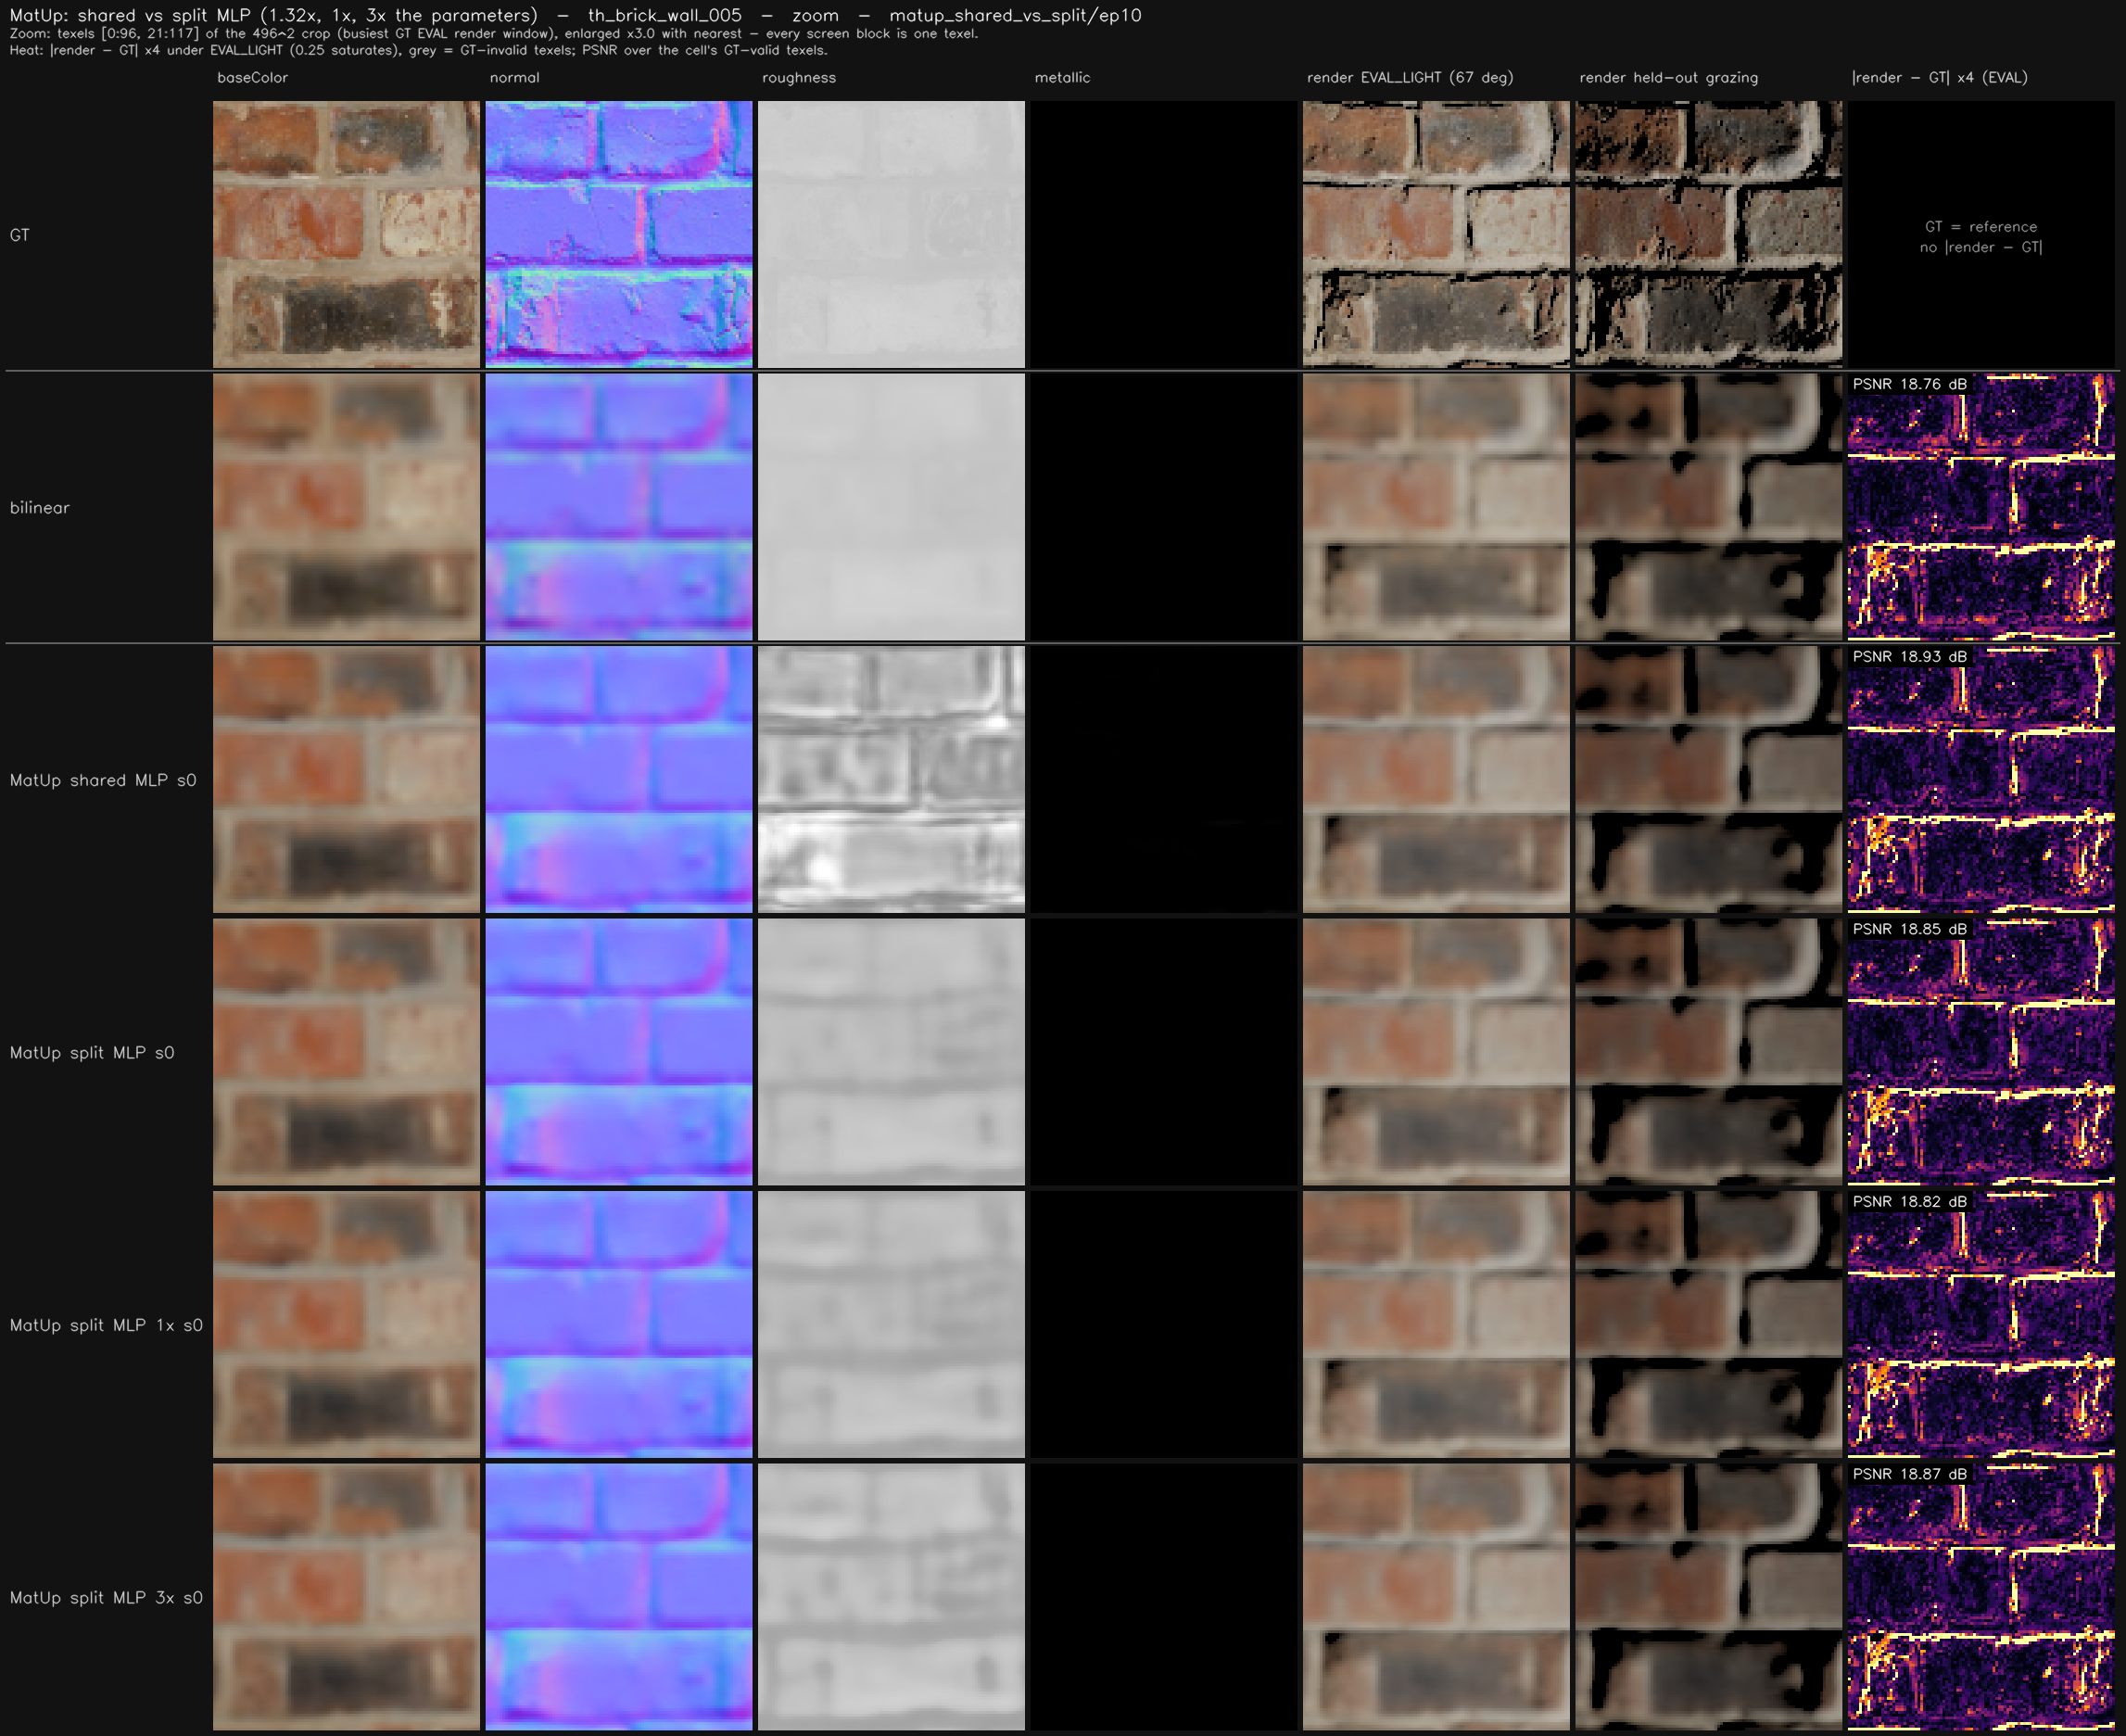 MatUp: shared vs split MLP (1.32x, 1x, 3x the parameters) — th_brick_wall_005 — zoom — matup_shared_vs_split/ep10
Zoom: texels [0:96, 21:117] of the 496^2 crop (busiest GT EVAL render window), enlarged x3.0 with nearest — every screen block is one texel.
Heat: |render — GT| x4 under EVAL_LIGHT (0.25 saturates), grey = GT-invalid texels; PSNR over the cell's GT-valid texels.
baseColor normal roughness metallic render EVAL_LIGHT (67 deg) render held-out grazing |render — GT| x4 (EVAL)
GT
GT = reference
no |render — GT|
bilinear
PSNR 18.76 dB
MatUp shared MLP s0
PSNR 18.93 dB
MatUp split MLP s0
PSNR 18.85 dB
MatUp split MLP 1x s0
PSNR 18.82 dB
MatUp split MLP 3x s0
PSNR 18.87 dB